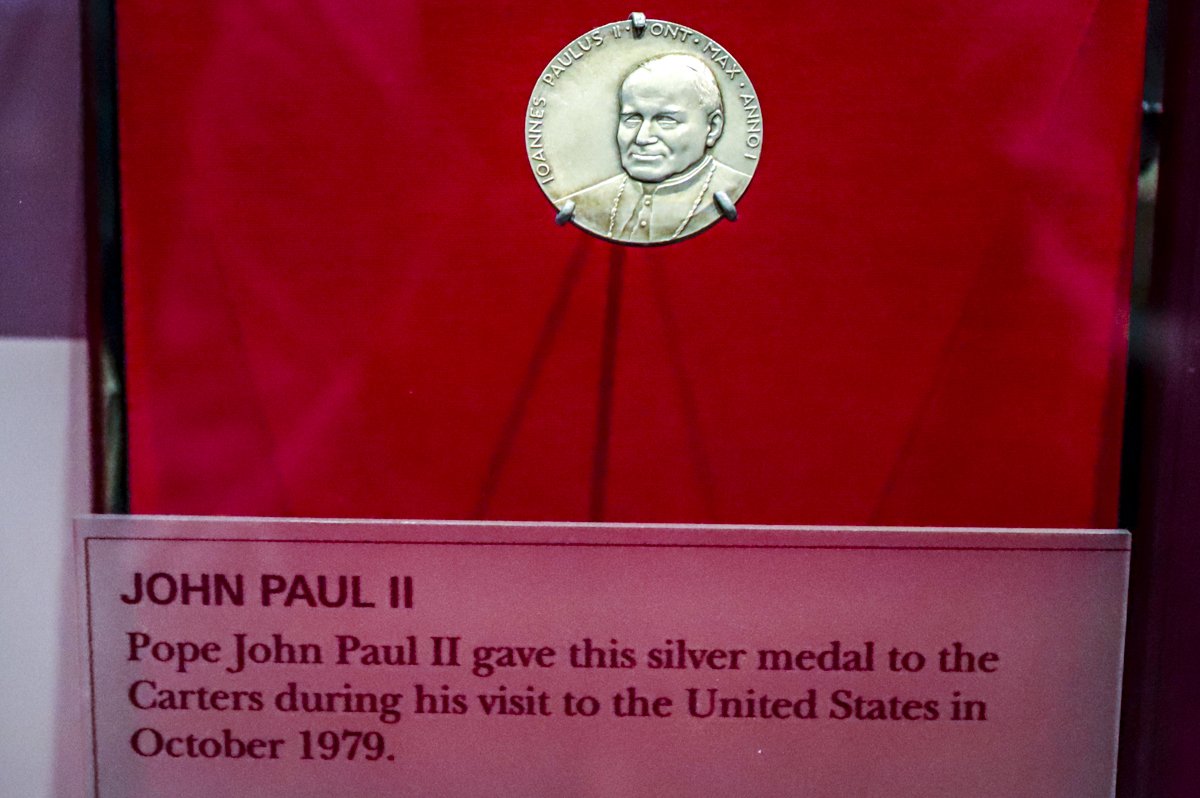 IOANNES PAULUS II · PONT · MAX · ANNO I
JOHN PAUL II
Pope John Paul II gave this silver medal to the
Carters during his visit to the United States in
October 1979.